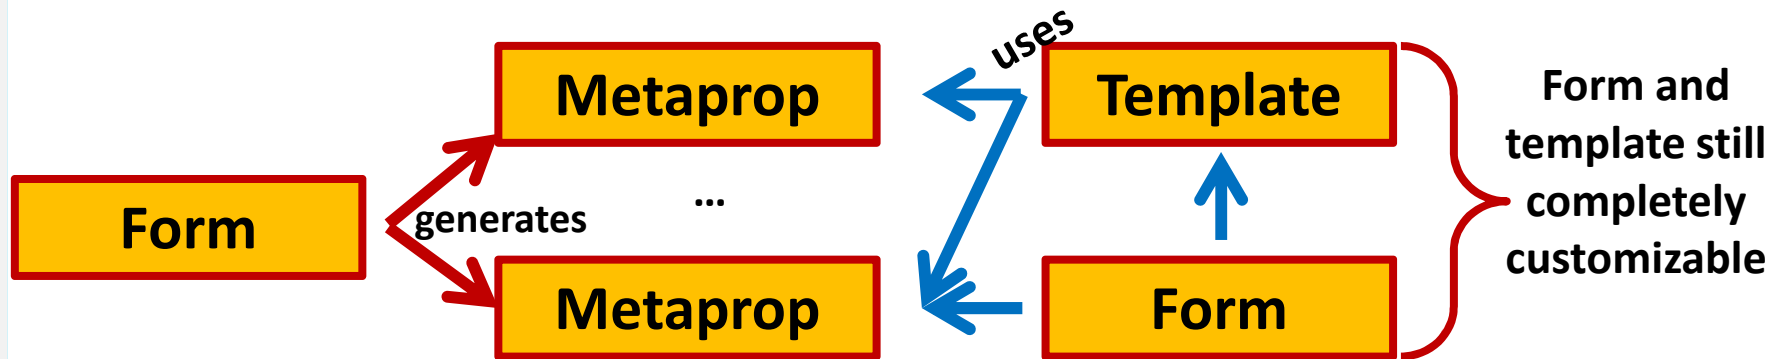 uses
Metaprop
Template
Form and
template still
completely
customizable
...
Form
generates
Metaprop
Form